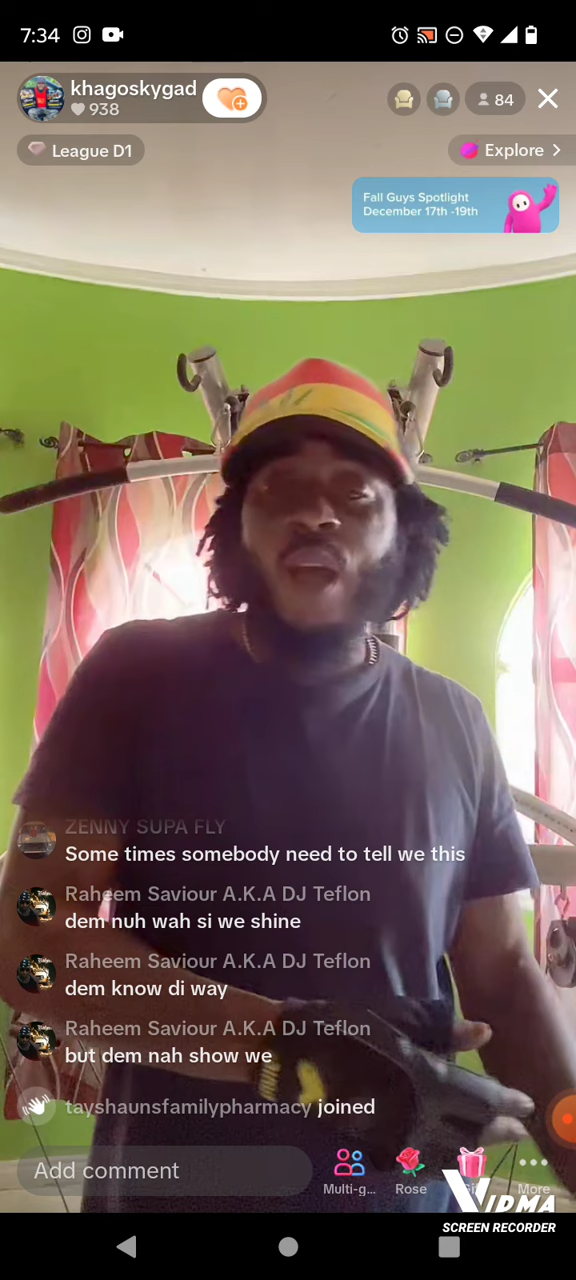 7:34
khagoskygad
938
84
League D1
Explore
Fall Guys Spotlight
December 17th -19th
ZENNY SUPA FLY
Some times somebody need to tell we this
Raheem Saviour A.K.A DJ Teflon
dem nuh wah si we shine
Raheem Saviour A.K.A DJ Teflon
dem know di way
Raheem Saviour A.K.A DJ Teflon
but dem nah show we
tayshaunsfamilypharmacy joined
Add comment
Multi-g...
Rose
More
VIDMA
SCREEN RECORDER